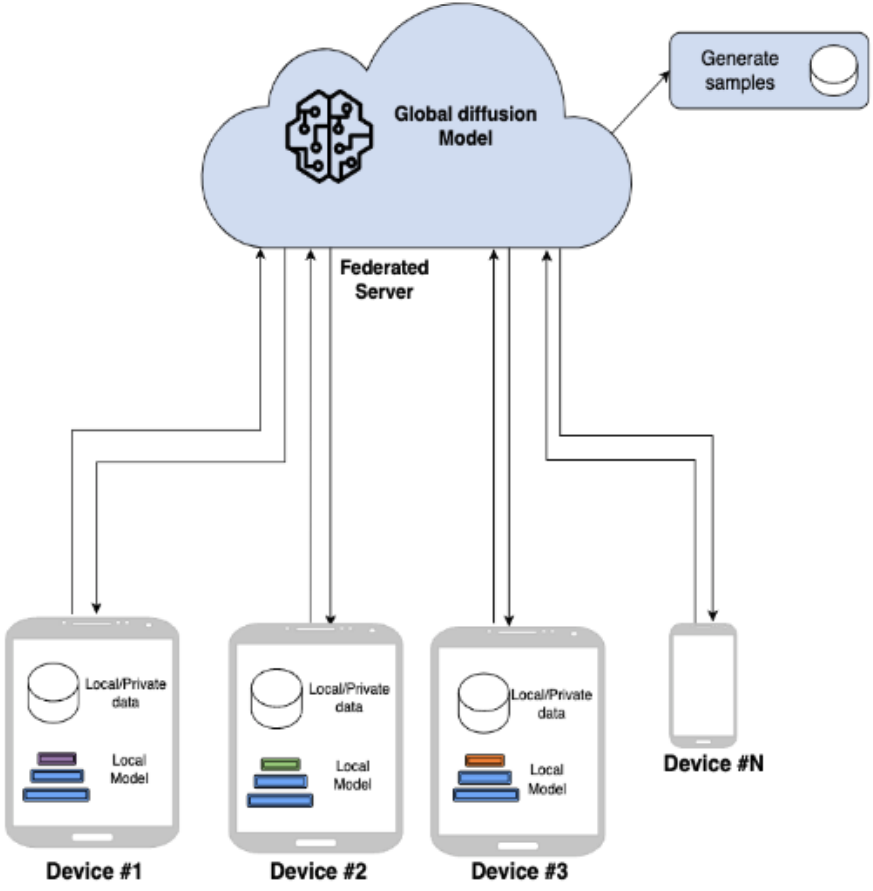 Generate
samples
Global diffusion
Model
Federated
Server
Local/Private
data
Local
Model
Device #1
Local/Private
data
Local
Model
Device #2
Local/Private
data
Local
Model
Device #3
Device #N